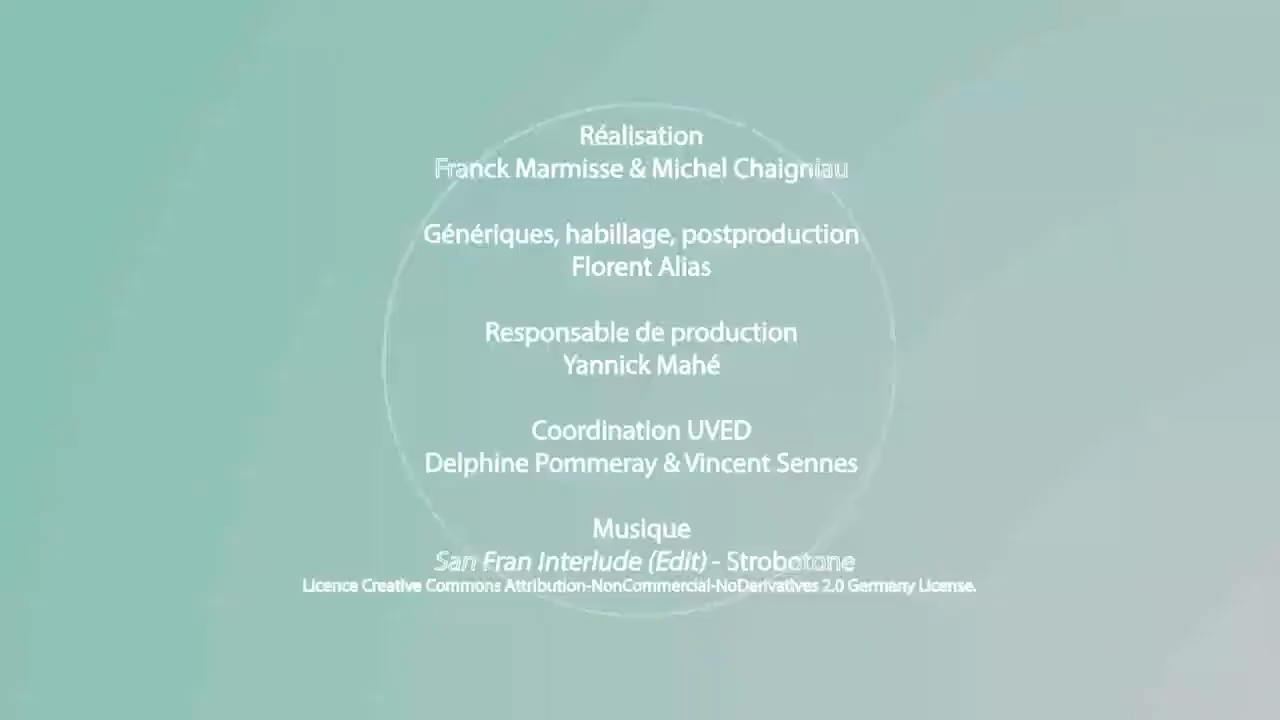 Réalisation
Franck Marmisse & Michel Chaigniau
Génériques, habillage, postproduction
Florent Alias
Responsable de production
Yannick Mahé
Coordination UVED
Delphine Pommeray & Vincent Sennes
Musique
San Fran Interlude (Edit) - Strobotone
Licence Creative Commons Attribution-NonCommercial-NoDerivatives 2.0 Germany License.